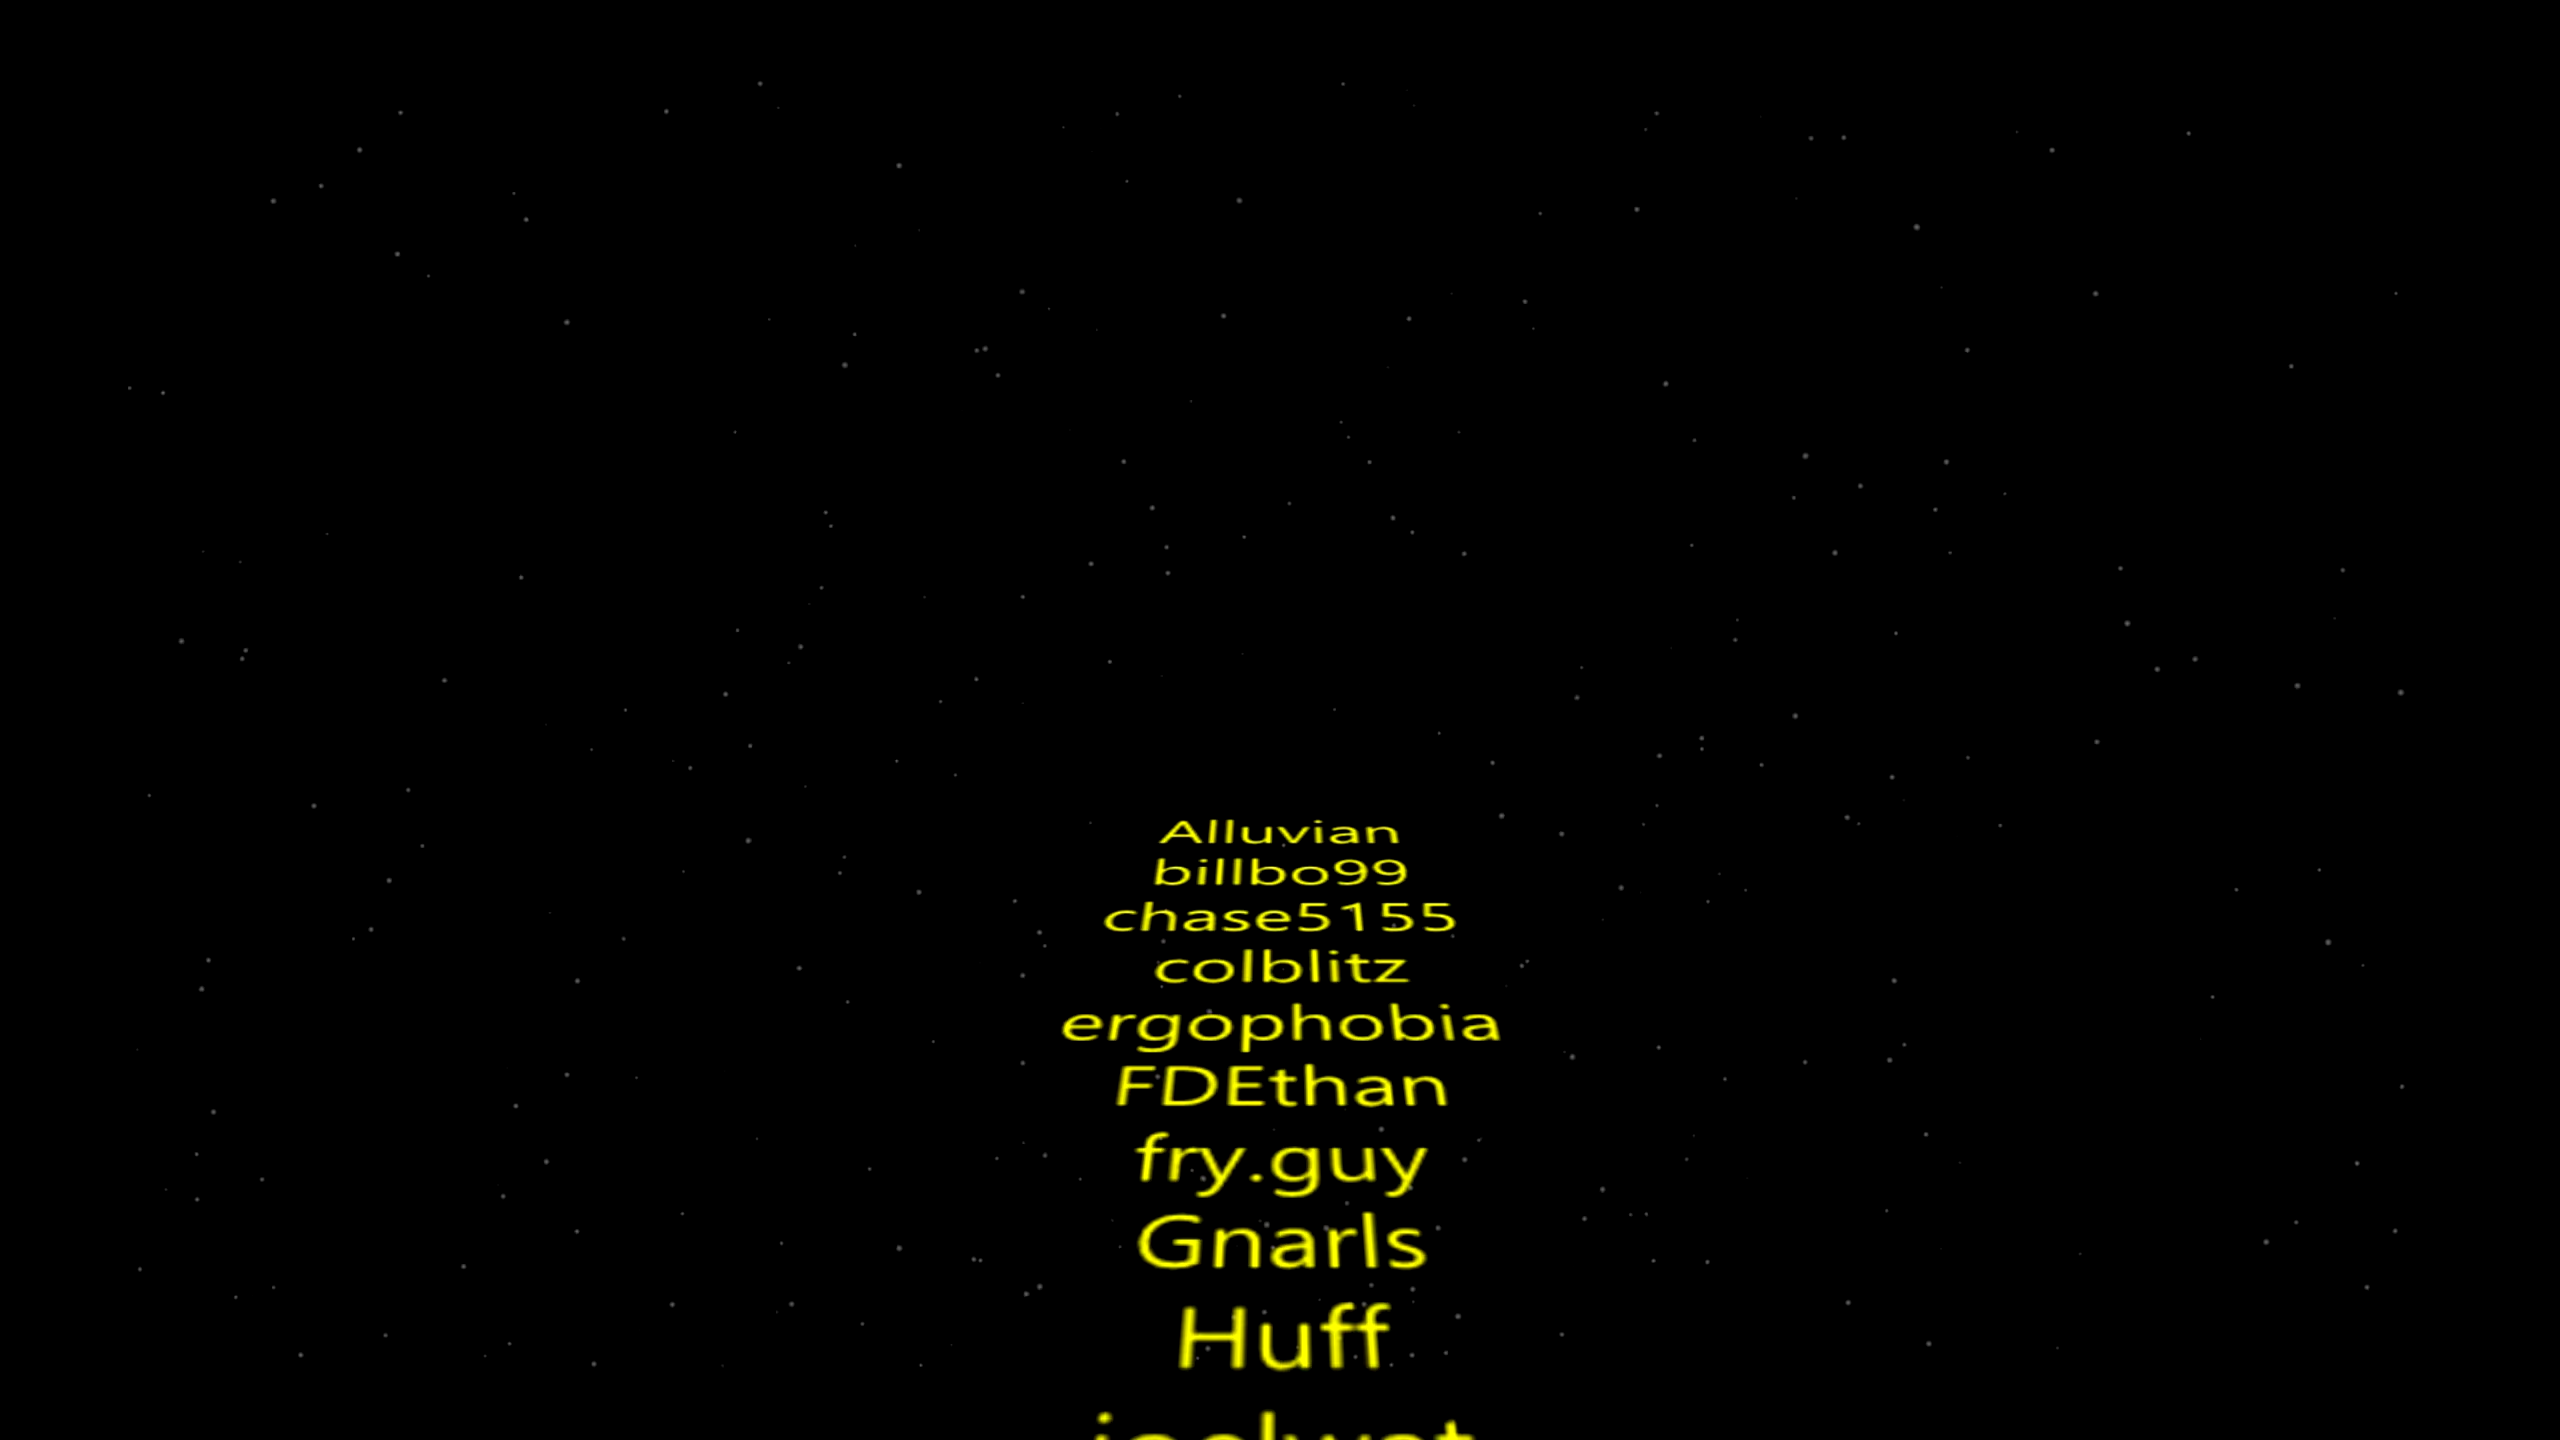 Alluvian
billbo99
chase5155
colblitz
ergophobia
FDEthan
fry.guy
Gnarls
Huff